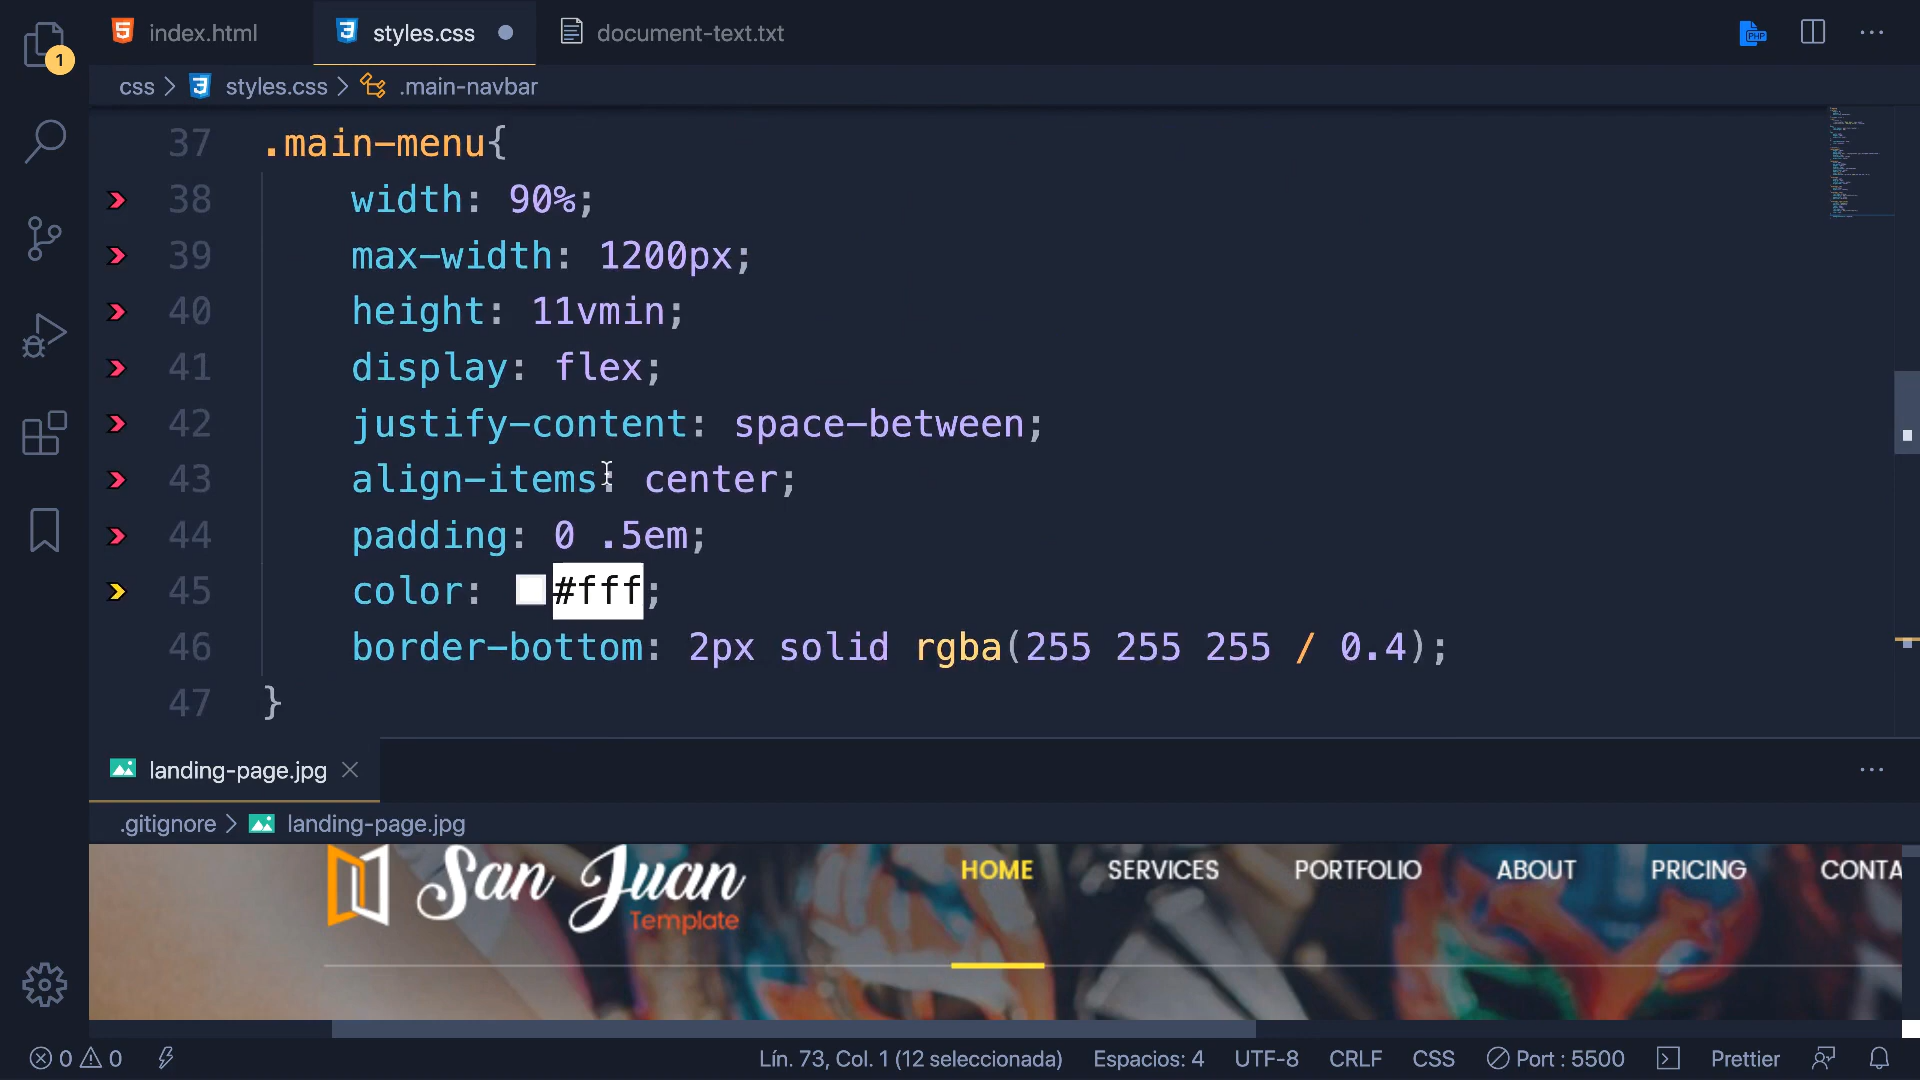 index.html
styles.css
document-text.txt
1
css > styles.css > .main-navbar
37 .main-menu{
38 width: 90%;
39 max-width: 1200px;
40 height: 11vmin;
41 display: flex;
42 justify-content: space-between;
43 align-items: center;
44 padding: 0 .5em;
45 color: #fff;
46 border-bottom: 2px solid rgba(255 255 255 / 0.4);
47 }
landing-page.jpg
.gitignore > landing-page.jpg
San Juan
Template
HOME SERVICES PORTFOLIO ABOUT PRICING CONTA
0 0 Lín. 73, Col. 1 (12 seleccionada) Espacios: 4 UTF-8 CRLF CSS Port : 5500 Prettier